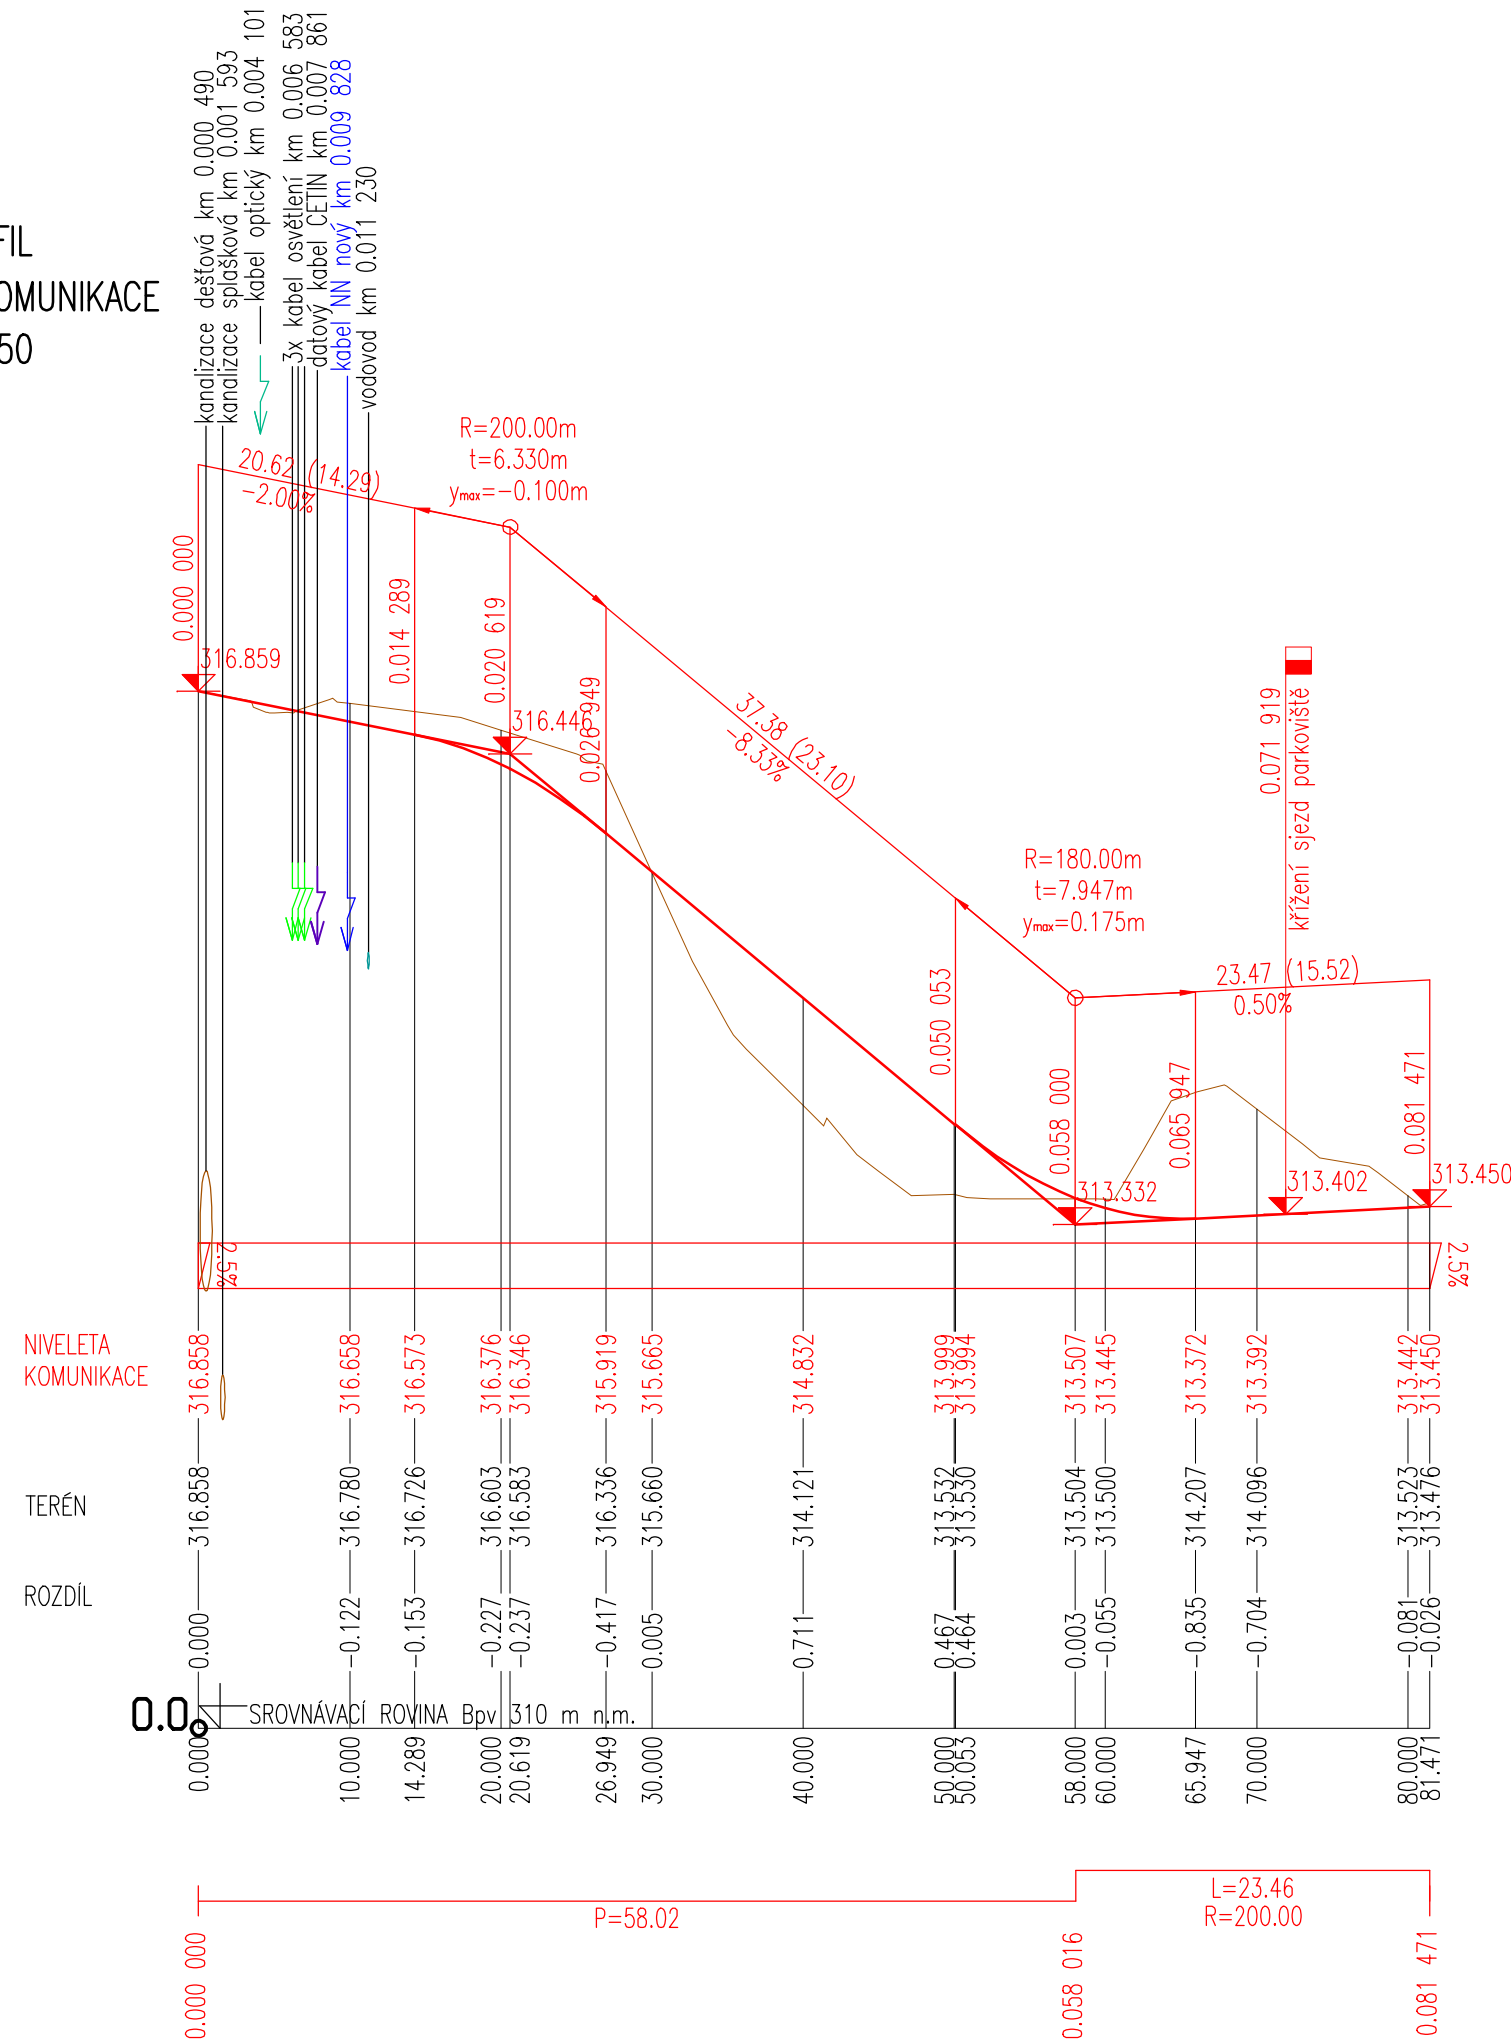 FIL
OMUNIKACE
50
kanalizace dešťová km 0.000 490
kanalizace splašková km 0.001 593
kabel optický km 0.004 101
3x kabel osvětlení km 0.006 583
datový kabel CETIN km 0.007 861
kabel NN nový km 0.009 828
vodovod km 0.011 230
R=200.00m
t=6.330m
ymax=-0.100m
20.62 (14.29)
-2.00%
0.000 000
0.014 289
0.020 619
0.026 949
316.859
316.446
37.38 (23.10)
-8.33%
0.071 919
křížení sjezd parkoviště
R=180.00m
t=7.947m
ymax=0.175m
23.47 (15.52)
0.50%
0.050 053
0.058 000
0.065 947
0.081 471
313.332
313.402
313.450
2.5%
2.5%
NIVELETA
KOMUNIKACE
316.858 316.658 316.573 316.376 316.346 315.919 315.665 314.832 313.999 313.994 313.507 313.445 313.372 313.392 313.442 313.450
TERÉN
316.858 316.780 316.726 316.603 316.583 316.336 315.660 314.121 313.532 313.530 313.504 313.500 314.207 314.096 313.523 313.476
ROZDÍL
0.000 -0.122 -0.153 -0.227 -0.237 -0.417 0.005 0.711 0.467 0.464 0.003 -0.055 -0.835 -0.704 -0.081 -0.026
0.0
SROVNÁVACÍ ROVINA Bpv 310 m n.m.
0.000 10.000 14.289 20.000 20.619 26.949 30.000 40.000 50.000 50.053 58.000 60.000 65.947 70.000 80.000 81.471
P=58.02
L=23.46
R=200.00
0.000 000
0.058 016
0.081 471